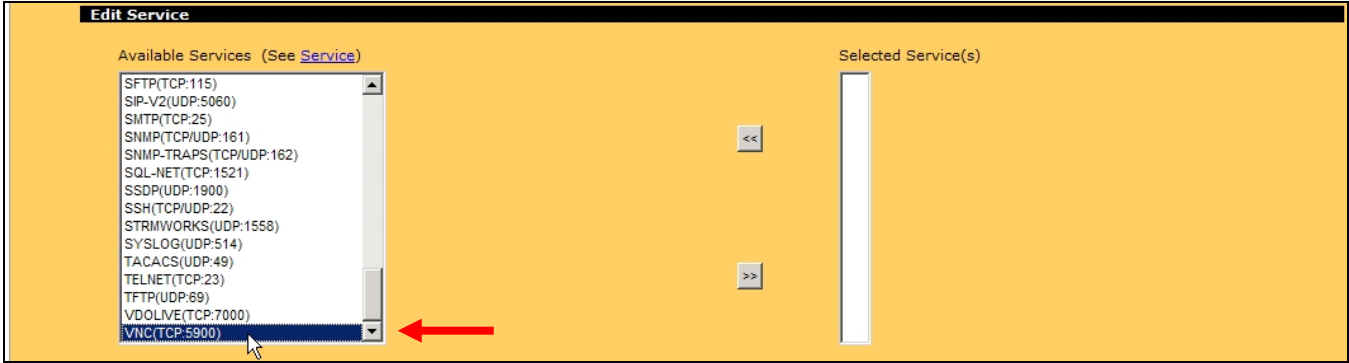 Edit Service
Available Services (See Service)
Selected Service(s)
SFTP(TCP:115)
SIP-V2(UDP:5060)
SMTP(TCP:25)
SNMP(TCP/UDP:161)
SNMP-TRAPS(TCP/UDP:162)
SQL-NET(TCP:1521)
SSDP(UDP:1900)
SSH(TCP/UDP:22)
STRMWORKS(UDP:1558)
SYSLOG(UDP:514)
TACACS(UDP:49)
TELNET(TCP:23)
TFTP(UDP:69)
VDOLIVE(TCP:7000)
VNC(TCP:5900)
<<
>>